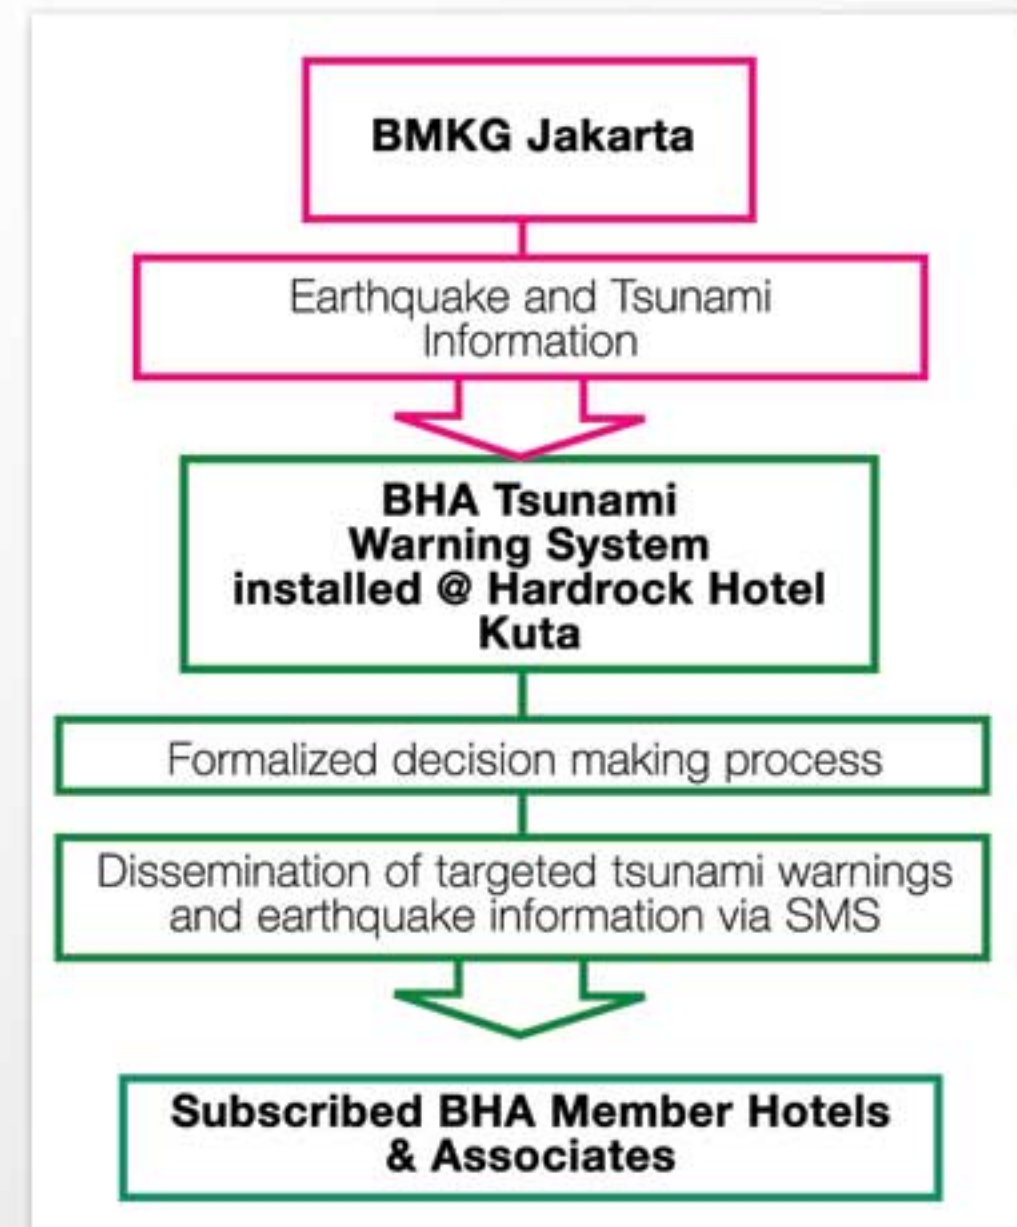 BMKG Jakarta
Earthquake and Tsunami
Information
BHA Tsunami
Warning System
installed @ Hardrock Hotel
Kuta
Formalized decision making process
Dissemination of targeted tsunami warnings
and earthquake information via SMS
Subscribed BHA Member Hotels
& Associates